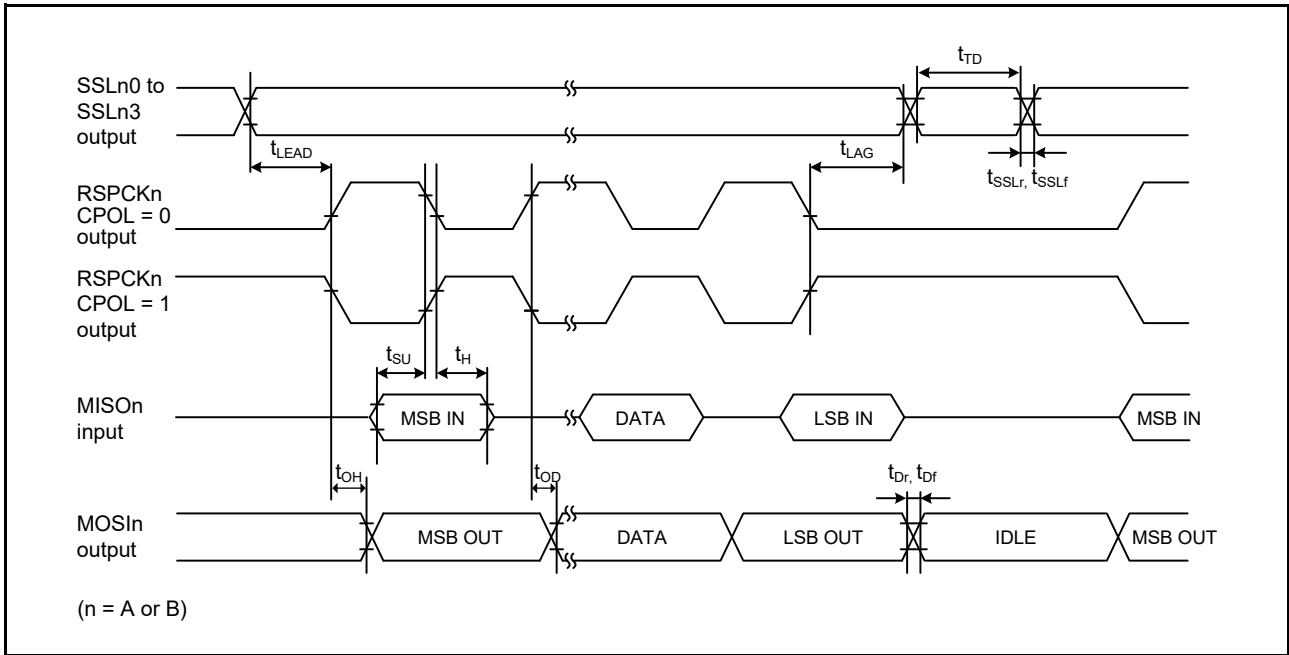 SSLn0 to
SSLn3
output
tTD
tLEAD
tLAG
tSSLr, tSSLf
RSPCKn
CPOL = 0
output
RSPCKn
CPOL = 1
output
tSU
tH
MISOn
input
MSB IN
DATA
LSB IN
MSB IN
tOH
tOD
tDr, tDf
MOSIn
output
MSB OUT
DATA
LSB OUT
IDLE
MSB OUT
(n = A or B)